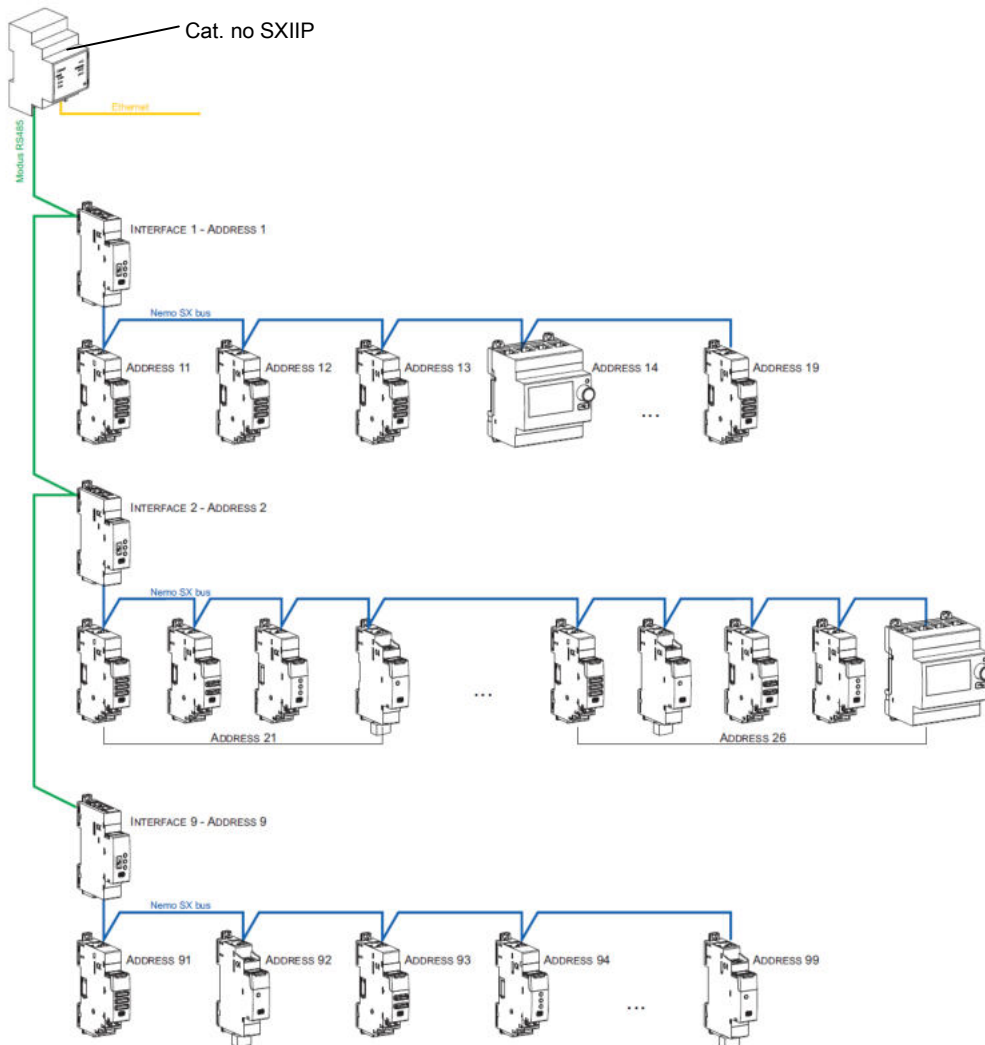 Cat. no SXIIP
Ethernet
Modus RS485
INTERFACE 1 - ADDRESS 1
Nemo SX bus
ADDRESS 11
ADDRESS 12
ADDRESS 13
ADDRESS 14
ADDRESS 19
...
INTERFACE 2 - ADDRESS 2
Nemo SX bus
...
ADDRESS 21
ADDRESS 26
INTERFACE 9 - ADDRESS 9
Nemo SX bus
ADDRESS 91
ADDRESS 92
ADDRESS 93
ADDRESS 94
ADDRESS 99
...